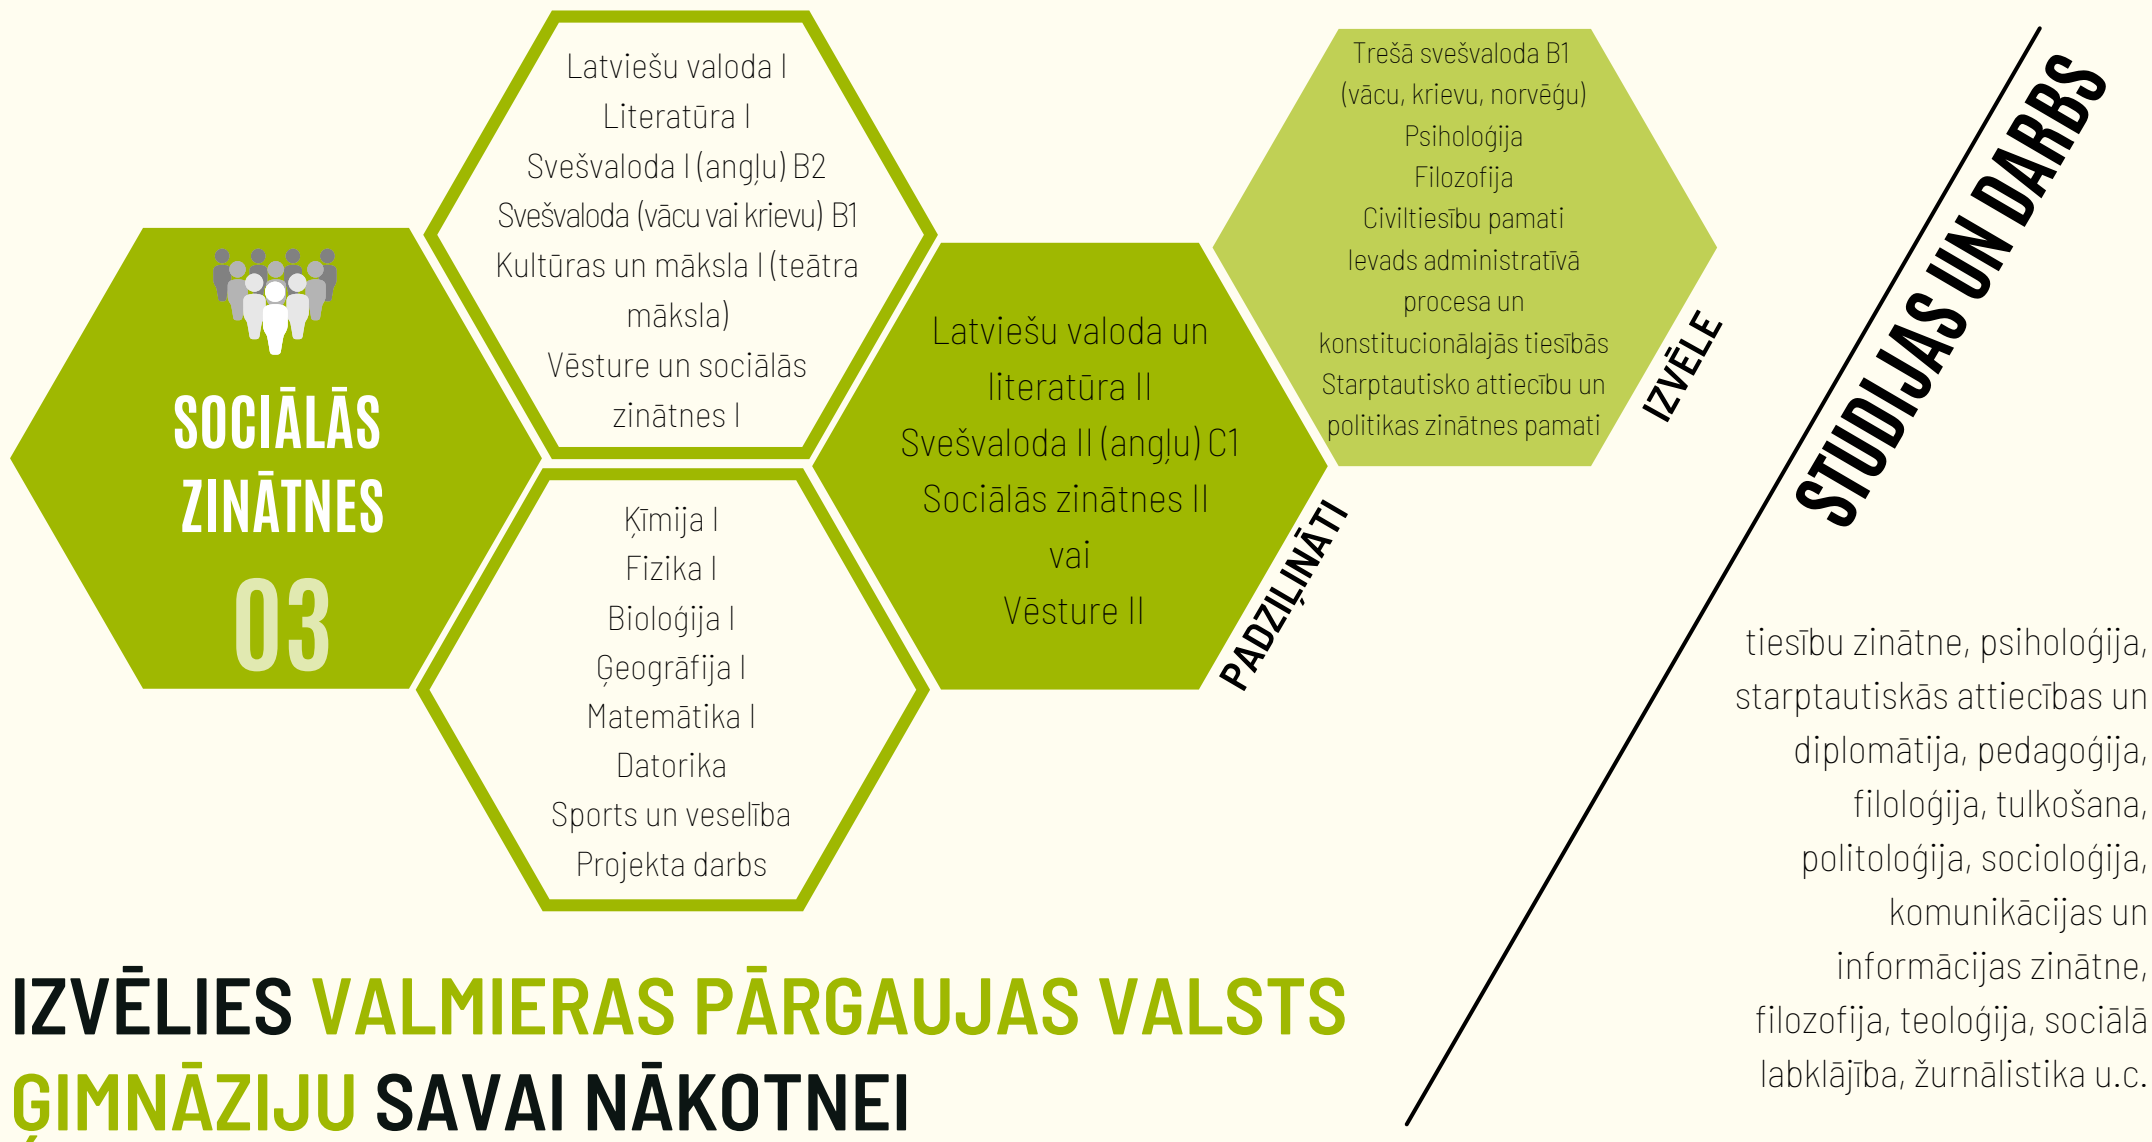 SOCIĀLĀS
ZINĀTNES
03
Latviešu valoda I
Literatūra I
Svešvaloda I (angļu) B2
Svešvaloda (vācu vai krievu) B1
Kultūras un māksla I (teātra
māksla)
Vēsture un sociālās
zinātnes I
Ķīmija I
Fizika I
Bioloģija I
Ģeogrāfija I
Matemātika I
Datorika
Sports un veselība
Projekta darbs
Latviešu valoda un
literatūra II
Svešvaloda II (angļu) C1
Sociālās zinātnes II
vai
Vēsture II
PADZIĻINĀTI
Trešā svešvaloda B1
(vācu, krievu, norvēģu)
Psiholoģija
Filozofija
Civiltiesību pamati
Ievads administratīvā
procesa un
konstitucionālajās tiesībās
Starptautisko attiecību un
politikas zinātnes pamati
IZVĒLE
STUDIJAS UN DARBS
tiesību zinātne, psiholoģija,
starptautiskās attiecības un
diplomātija, pedagoģija,
filoloģija, tulkošana,
politoloģija, socioloģija,
komunikācijas un
informācijas zinātne,
filozofija, teoloģija, sociālā
labklājība, žurnālistika u.c.
IZVĒLIES VALMIERAS PĀRGAUJAS VALSTS
ĢIMNĀZIJU SAVAI NĀKOTNEI